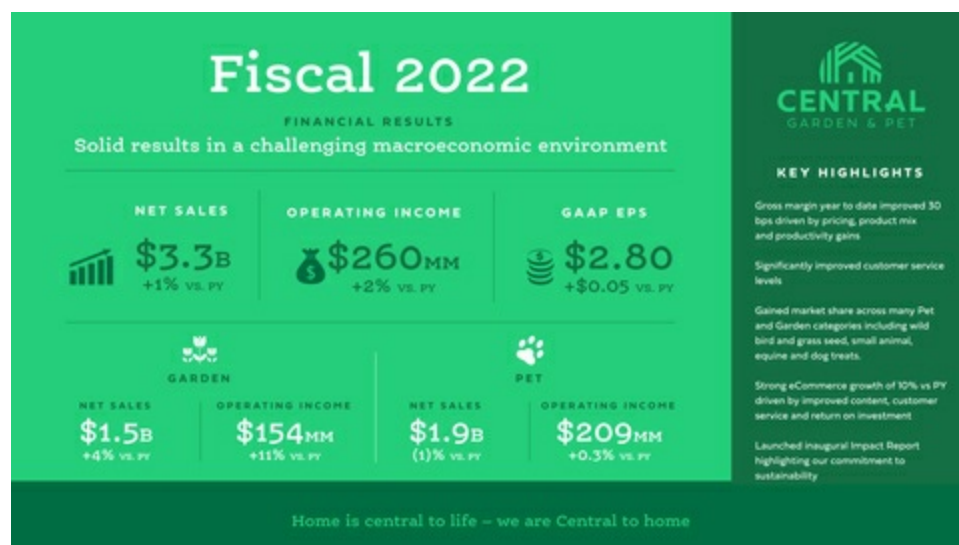 Fiscal 2022
FINANCIAL RESULTS
Solid results in a challenging macroeconomic environment
NET SALES
$3.3B
+1% VS. PY
OPERATING INCOME
$260MM
+2% VS. PY
GAAP EPS
$2.80
+$0.05 VS. PY
GARDEN
NET SALES
$1.5B
+4% VS. PY
OPERATING INCOME
$154MM
+11% VS. PY
PET
NET SALES
$1.9B
(1)% VS. PY
OPERATING INCOME
$209MM
+0.3% VS. PY
CENTRAL
GARDEN & PET
KEY HIGHLIGHTS
Gross margin year to date improved 30
bps driven by pricing, product mix
and productivity gains
Significantly improved customer service
levels
Gained market share across many Pet
and Garden categories including wild
bird and grass seed, small animal,
equine and dog treats.
Strong eCommerce growth of 10% vs PY
driven by improved content, customer
service and return on investment
Launched inaugural Impact Report
highlighting our commitment to
sustainability
Home is central to life – we are Central to home